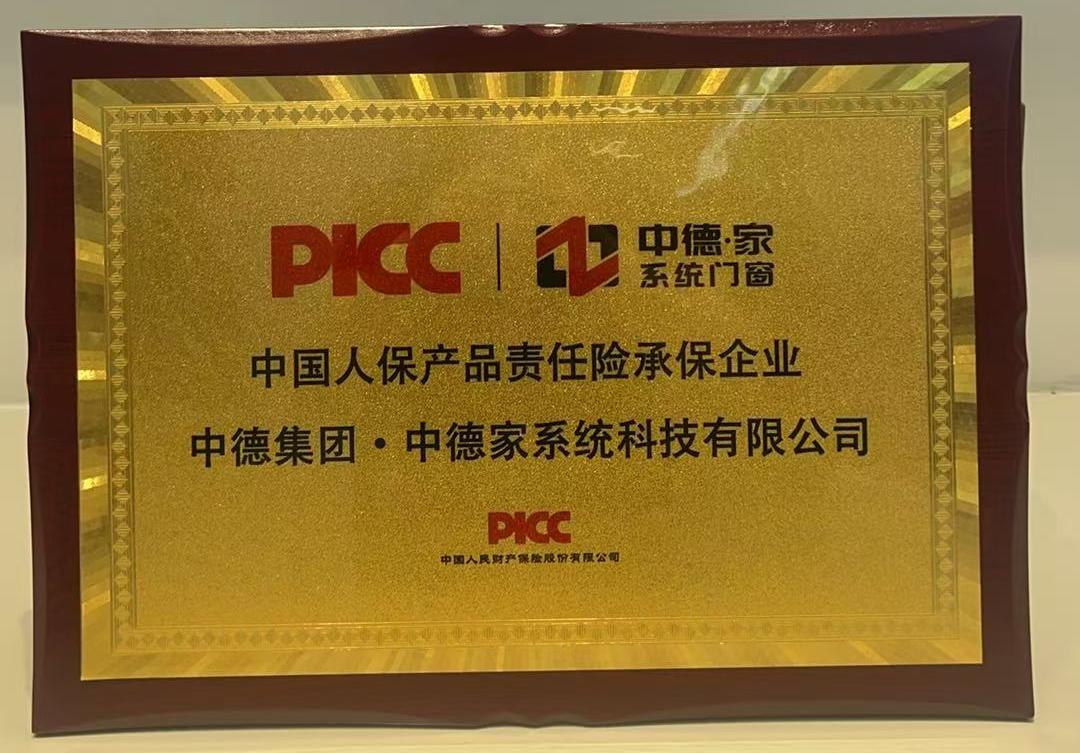 PICC 中德·家
系统门窗
中国人保产品责任险承保企业
中德集团·中德家系统科技有限公司
PICC
中国人民财产保险股份有限公司